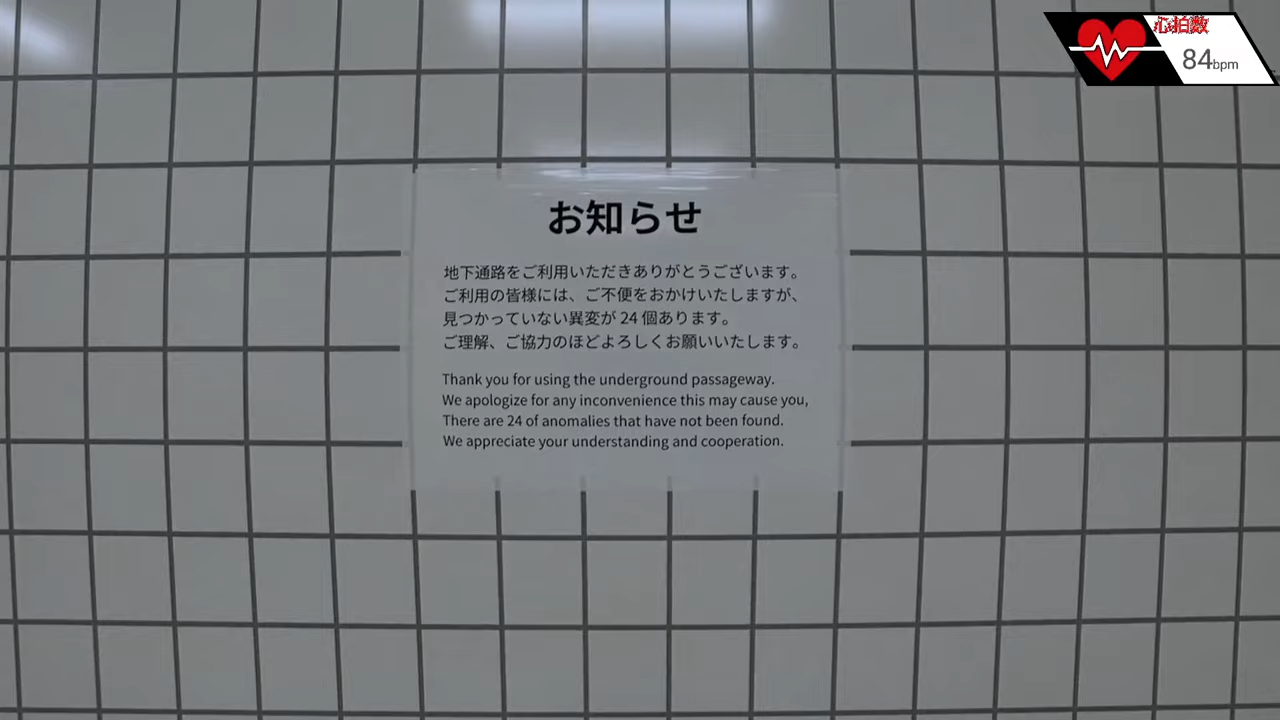 心拍数
84bpm
お知らせ
地下通路をご利用いただきありがとうございます。
ご利用の皆様には、ご不便をおかけいたしますが、
見つかっていない異変が 24 個あります。
ご理解、ご協力のほどよろしくお願いいたします。
Thank you for using the underground passageway.
We apologize for any inconvenience this may cause you,
There are 24 of anomalies that have not been found.
We appreciate your understanding and cooperation.